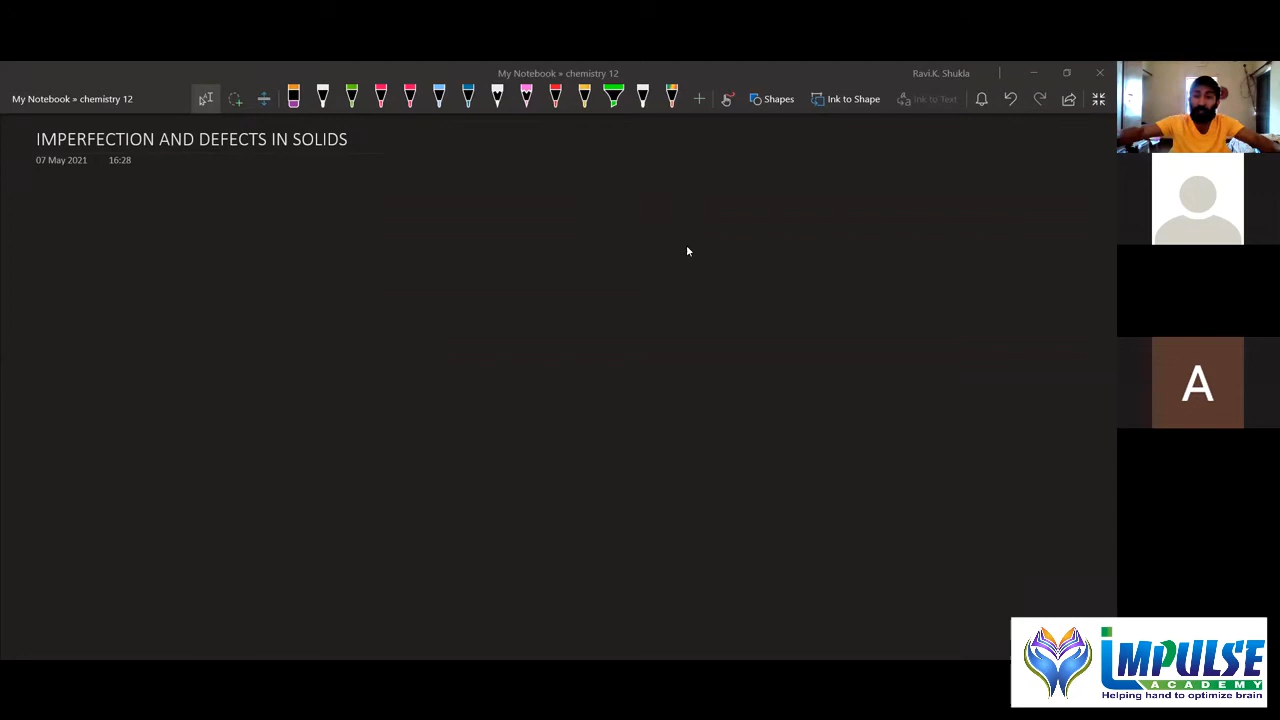 My Notebook » chemistry 12
Ravi.K. Shukla
My Notebook » chemistry 12
Shapes
Ink to Shape
Ink to Text
IMPERFECTION AND DEFECTS IN SOLIDS
07 May 2021 16:28
A
IMPULSE
ACADEMY
Helping hand to optimize brain